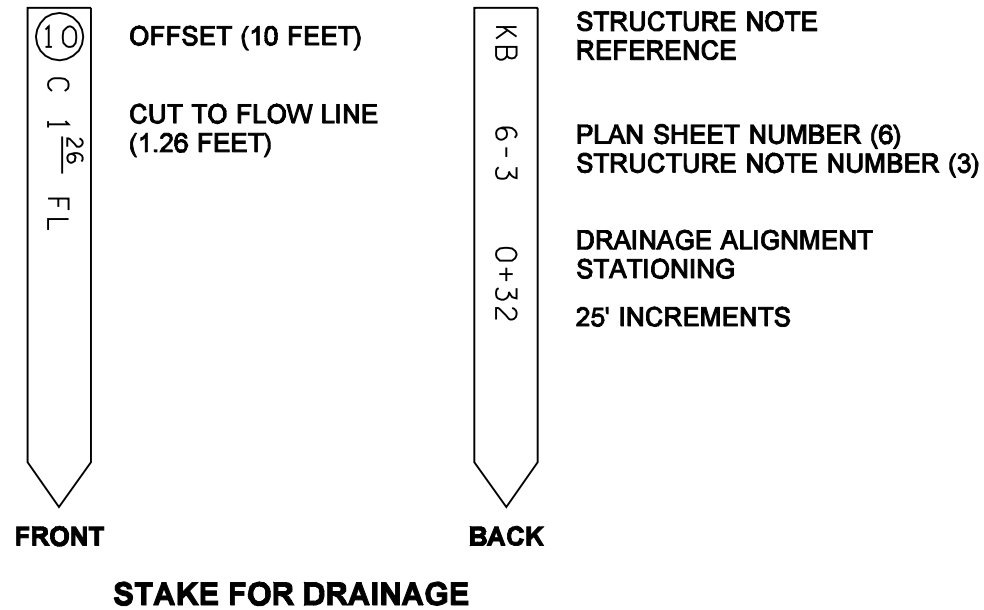 10
OFFSET (10 FEET)
C 1 26 FL
CUT TO FLOW LINE
(1.26 FEET)
FRONT
KB 6-3 0+32
STRUCTURE NOTE
REFERENCE
PLAN SHEET NUMBER (6)
STRUCTURE NOTE NUMBER (3)
DRAINAGE ALIGNMENT
STATIONING
25' INCREMENTS
BACK
STAKE FOR DRAINAGE